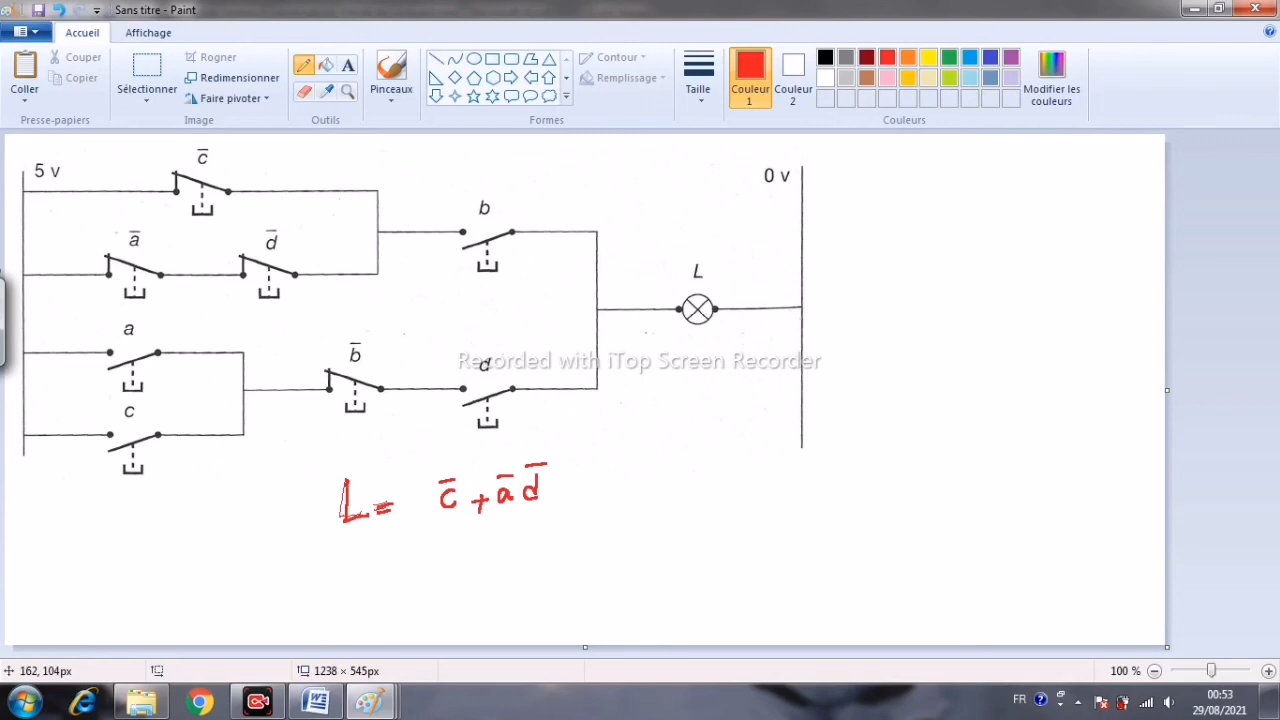 Sans titre - Paint
Accueil
Affichage
Coller
Couper
Copier
Presse-papiers
Sélectionner
Rogner
Redimensionner
Faire pivoter
Image
A
Outils
Pinceaux
Contour
Remplissage
Formes
Taille
Couleur
1
Couleur
2
Modifier les
couleurs
Couleurs
5 v
c̅
0 v
b
a̅
d̅
L
a
b̅
d
Recorded with iTop Screen Recorder
c
L = c̅ + a̅ d̅
162, 104px
1238 × 545px
100 %
FR
00:53
29/08/2021